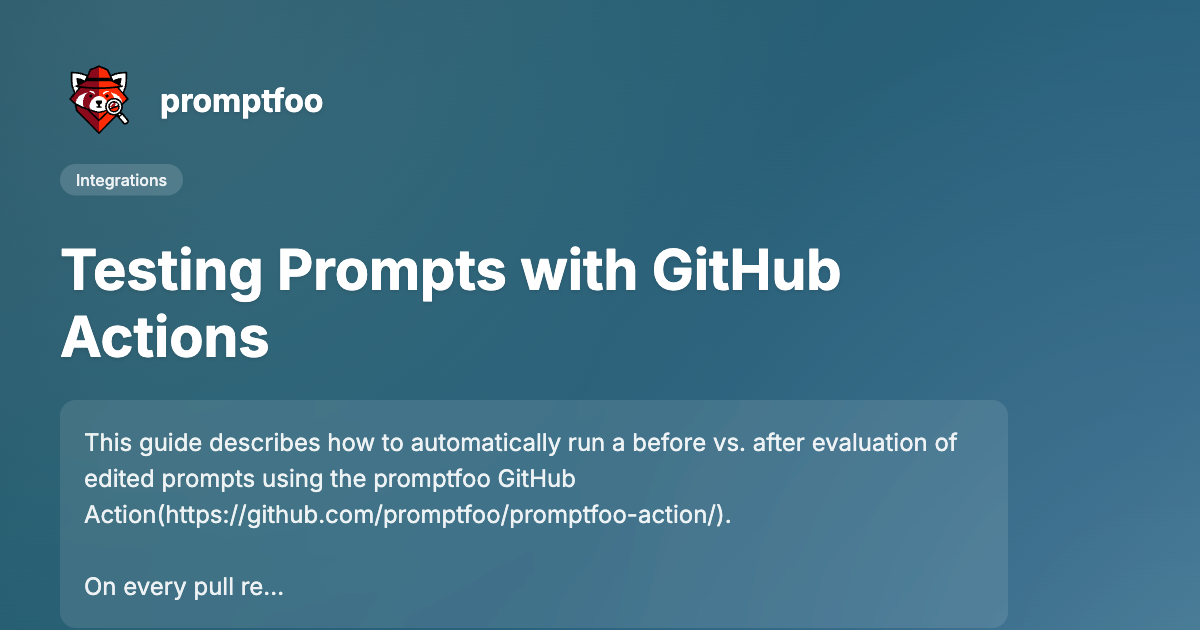 promptfoo
Integrations
Testing Prompts with GitHub
Actions
This guide describes how to automatically run a before vs. after evaluation of
edited prompts using the promptfoo GitHub
Action(https://github.com/promptfoo/promptfoo-action/).
On every pull re...